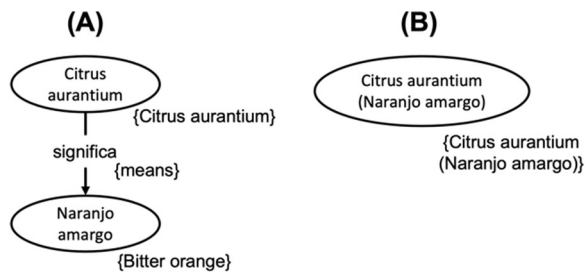 (A)
Citrus
aurantium
{Citrus aurantium}
significa
{means}
Naranjo
amargo
{Bitter orange}
(B)
Citrus aurantium
(Naranjo amargo)
{Citrus aurantium
(Naranjo amargo)}